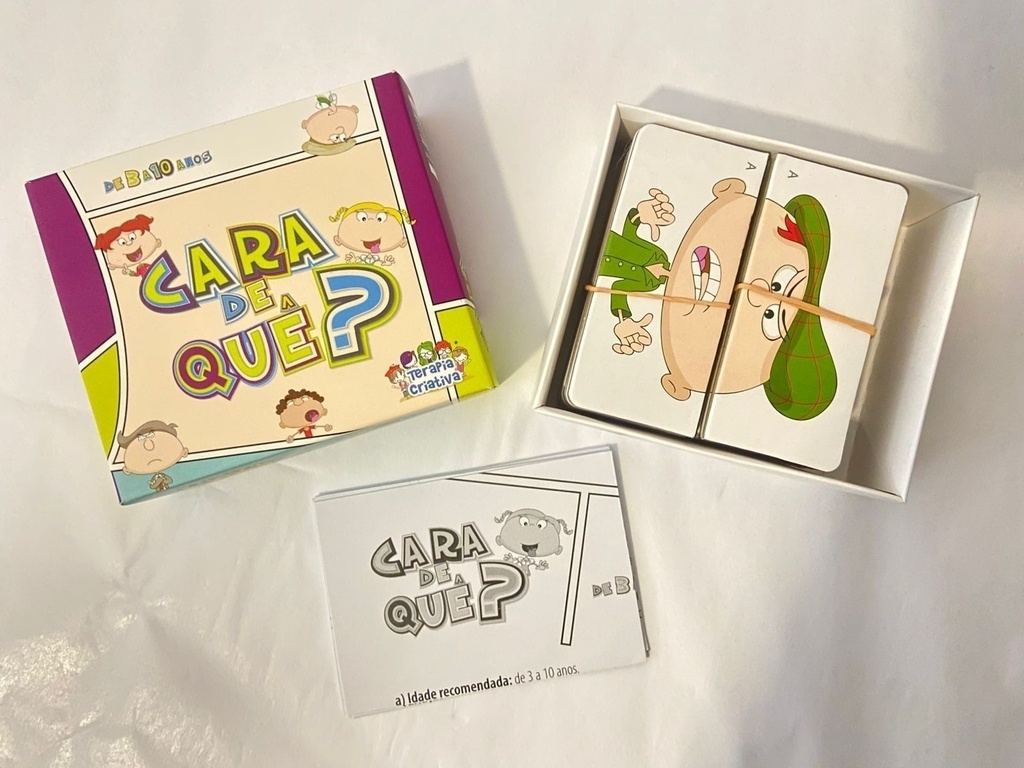 DE 3 A 10 ANOS
CARA
DE
QUÊ?
Terapia
Criativa
A
A
CARA
DE
QUÊ?
DE 3
a) Idade recomendada: de 3 a 10 anos.